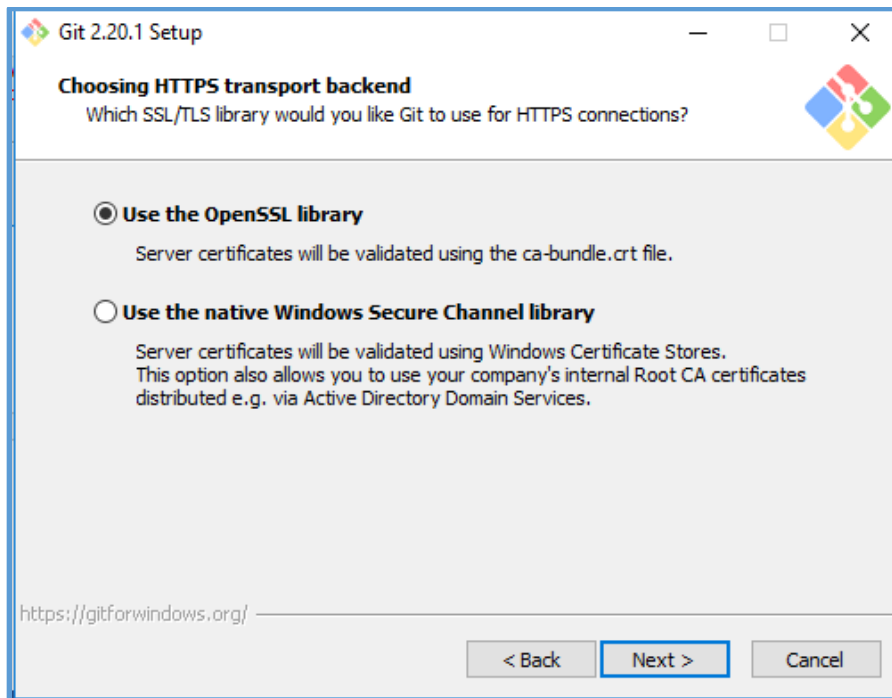 Git 2.20.1 Setup
Choosing HTTPS transport backend
Which SSL/TLS library would you like Git to use for HTTPS connections?
Use the OpenSSL library
Server certificates will be validated using the ca-bundle.crt file.
Use the native Windows Secure Channel library
Server certificates will be validated using Windows Certificate Stores.
This option also allows you to use your company's internal Root CA certificates
distributed e.g. via Active Directory Domain Services.
https://gitforwindows.org/
< Back Next > Cancel